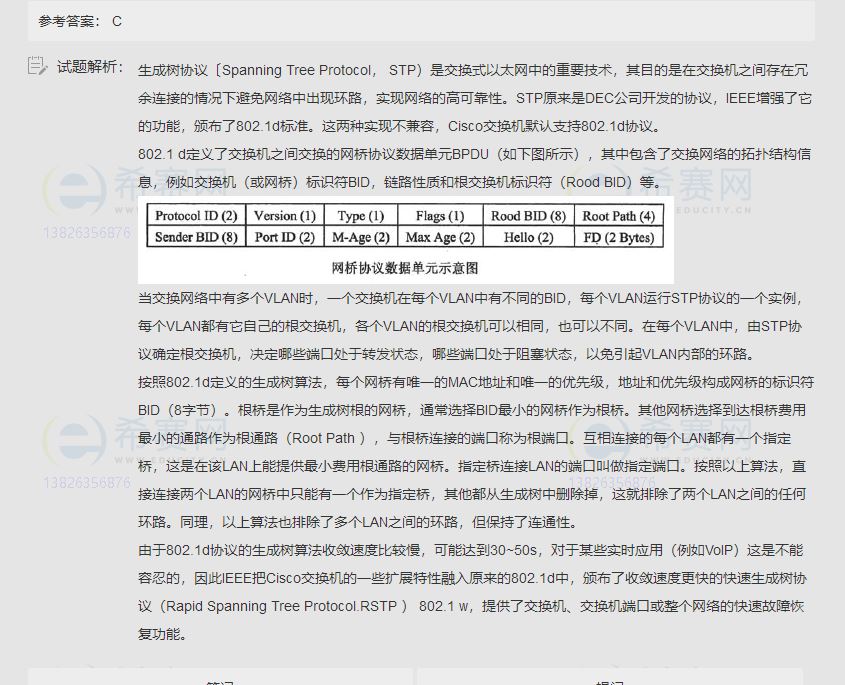 参考答案： C
试题解析： 生成树协议〔Spanning Tree Protocol， STP）是交换式以太网中的重要技术，其目的是在交换机之间存在冗
余连接的情况下避免网络中出现环路，实现网络的高可靠性。STP原来是DEC公司开发的协议，IEEE增强了它
的功能，颁布了802.1d标准。这两种实现不兼容，Cisco交换机默认支持802.1d协议。
802.1 d定义了交换机之间交换的网桥协议数据单元BPDU（如下图所示），其中包含了交换网络的拓扑结构信
息，例如交换机（或网桥）标识符BID，链路性质和根交换机标识符（Rood BID）等。
希赛网
WWW.EDUCITY.CN
13826356876
Protocol ID (2) Version (1) Type (1) Flags (1) Rood BID (8) Root Path (4)
Sender BID (8) Port ID (2) M-Age (2) Max Age (2) Hello (2) FD (2 Bytes)
网桥协议数据单元示意图
当交换网络中有多个VLAN时，一个交换机在每个VLAN中有不同的BID，每个VLAN运行STP协议的一个实例，
每个VLAN都有它自己的根交换机，各个VLAN的根交换机可以相同，也可以不同。在每个VLAN中，由STP协
议确定根交换机，决定哪些端口处于转发状态，哪些端口处于阻塞状态，以免引起VLAN内部的环路。
按照802.1d定义的生成树算法，每个网桥有唯一的MAC地址和唯一的优先级，地址和优先级构成网桥的标识符
BID（8字节）。根桥是作为生成树根的网桥，通常选择BID最小的网桥作为根桥。其他网桥选择到达根桥费用
最小的通路作为根通路（Root Path ），与根桥连接的端口称为根端口。互相连接的每个LAN都有一个指定
桥，这是在该LAN上能提供最小费用根通路的网桥。指定桥连接LAN的端口叫做指定端口。按照以上算法，直
接连接两个LAN的网桥中只能有一个作为指定桥，其他都从生成树中删除掉，这就排除了两个LAN之间的任何
环路。同理，以上算法也排除了多个LAN之间的环路，但保持了连通性。
希赛网
WWW.EDUCITY.CN
13826356876
希赛网
WWW.EDUCITY.CN
13826356876
由于802.1d协议的生成树算法收敛速度比较慢，可能达到30~50s，对于某些实时应用（例如VoIP）这是不能
容忍的，因此IEEE把Cisco交换机的一些扩展特性融入原来的802.1d中，颁布了收敛速度更快的快速生成树协
议（Rapid Spanning Tree Protocol.RSTP ） 802.1 w，提供了交换机、交换机端口或整个网络的快速故障恢
复功能。